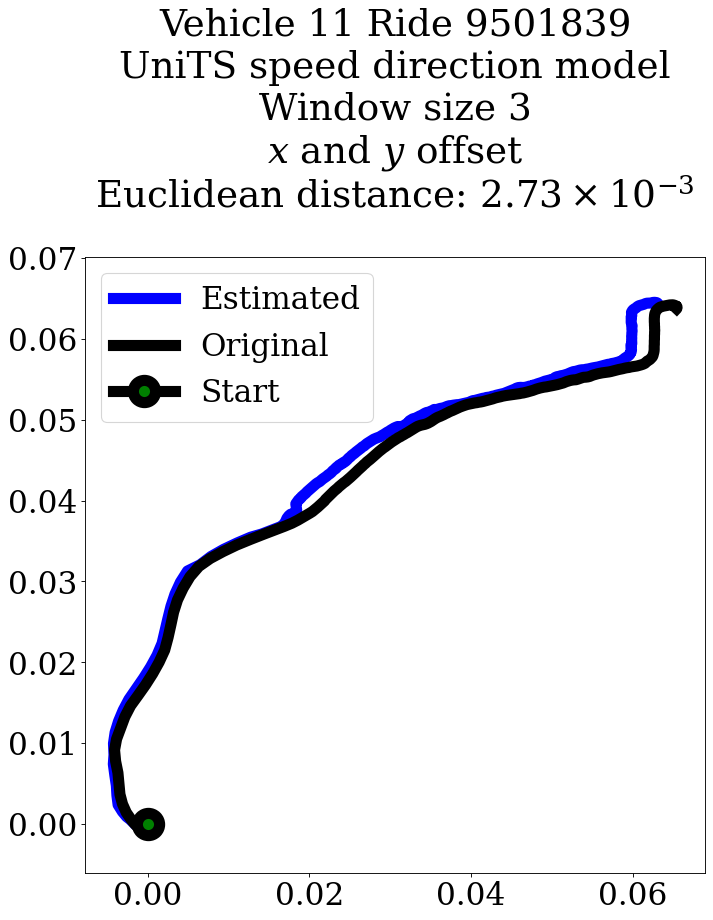 Vehicle 11 Ride 9501839
UniTS speed direction model
Window size 3
x and y offset
Euclidean distance: 2.73 × 10⁻³
0.07
0.06
0.05
0.04
0.03
0.02
0.01
0.00
Estimated
Original
Start
0.00 0.02 0.04 0.06